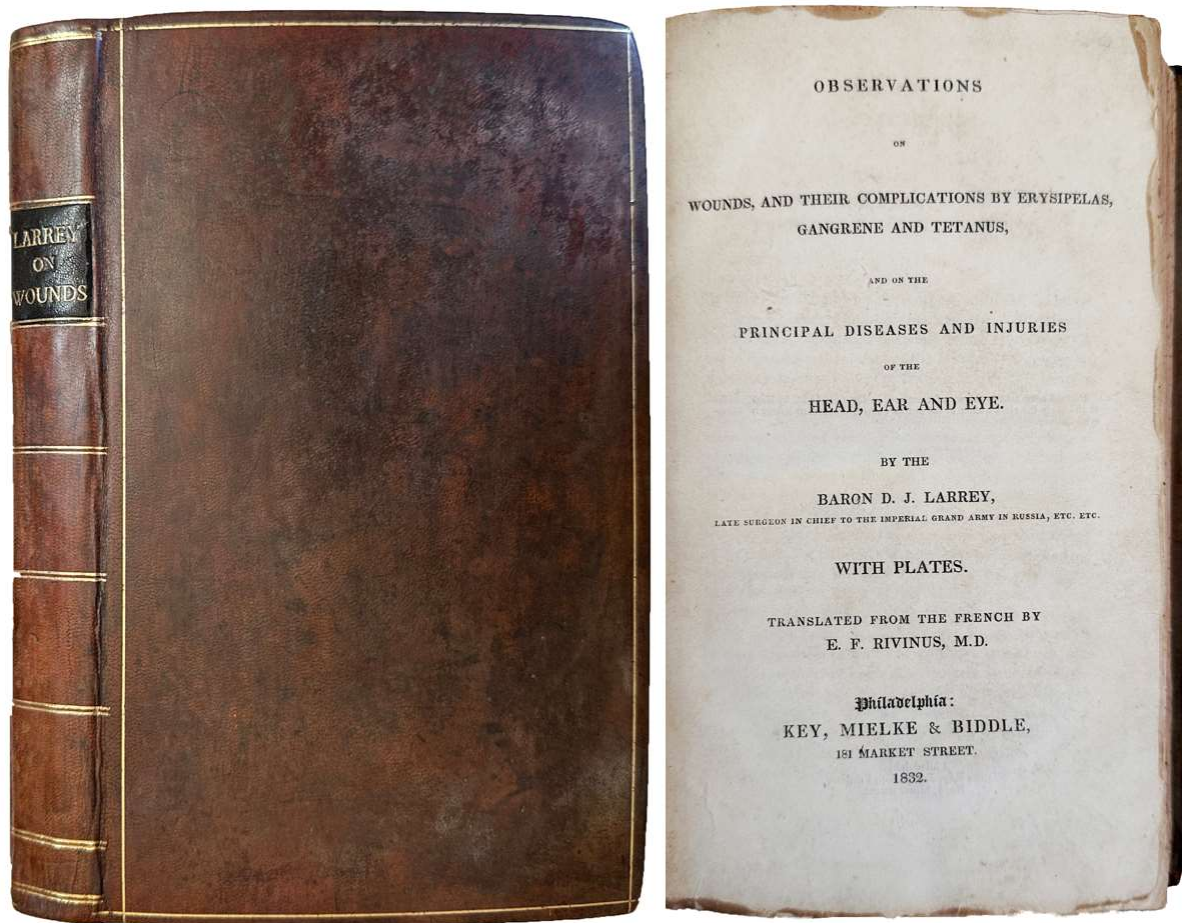 LARREY
ON
WOUNDS
OBSERVATIONS
ON
WOUNDS, AND THEIR COMPLICATIONS BY ERYSIPELAS,
GANGRENE AND TETANUS,
AND ON THE
PRINCIPAL DISEASES AND INJURIES
OF THE
HEAD, EAR AND EYE.
BY THE
BARON D. J. LARREY,
LATE SURGEON IN CHIEF TO THE IMPERIAL GRAND ARMY IN RUSSIA, ETC. ETC.
WITH PLATES.
TRANSLATED FROM THE FRENCH BY
E. F. RIVINUS, M.D.
Philadelphia:
KEY, MIELKE & BIDDLE,
181 MARKET STREET.
1832.